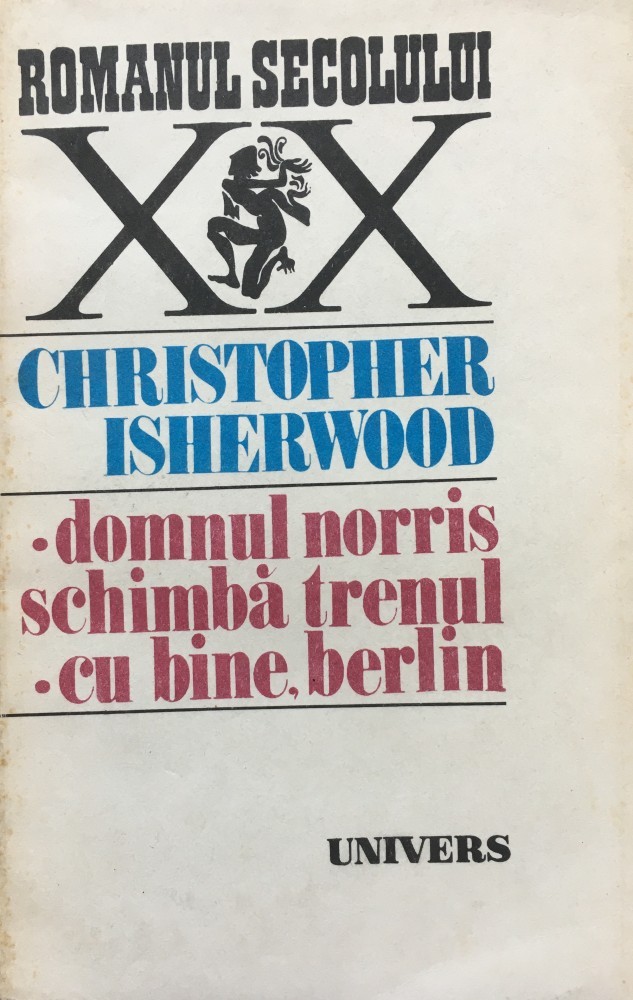 ROMANUL SECOLULUI
XX
CHRISTOPHER
ISHERWOOD
•domnul norris
schimbă trenul
•cu bine, berlin
UNIVERS